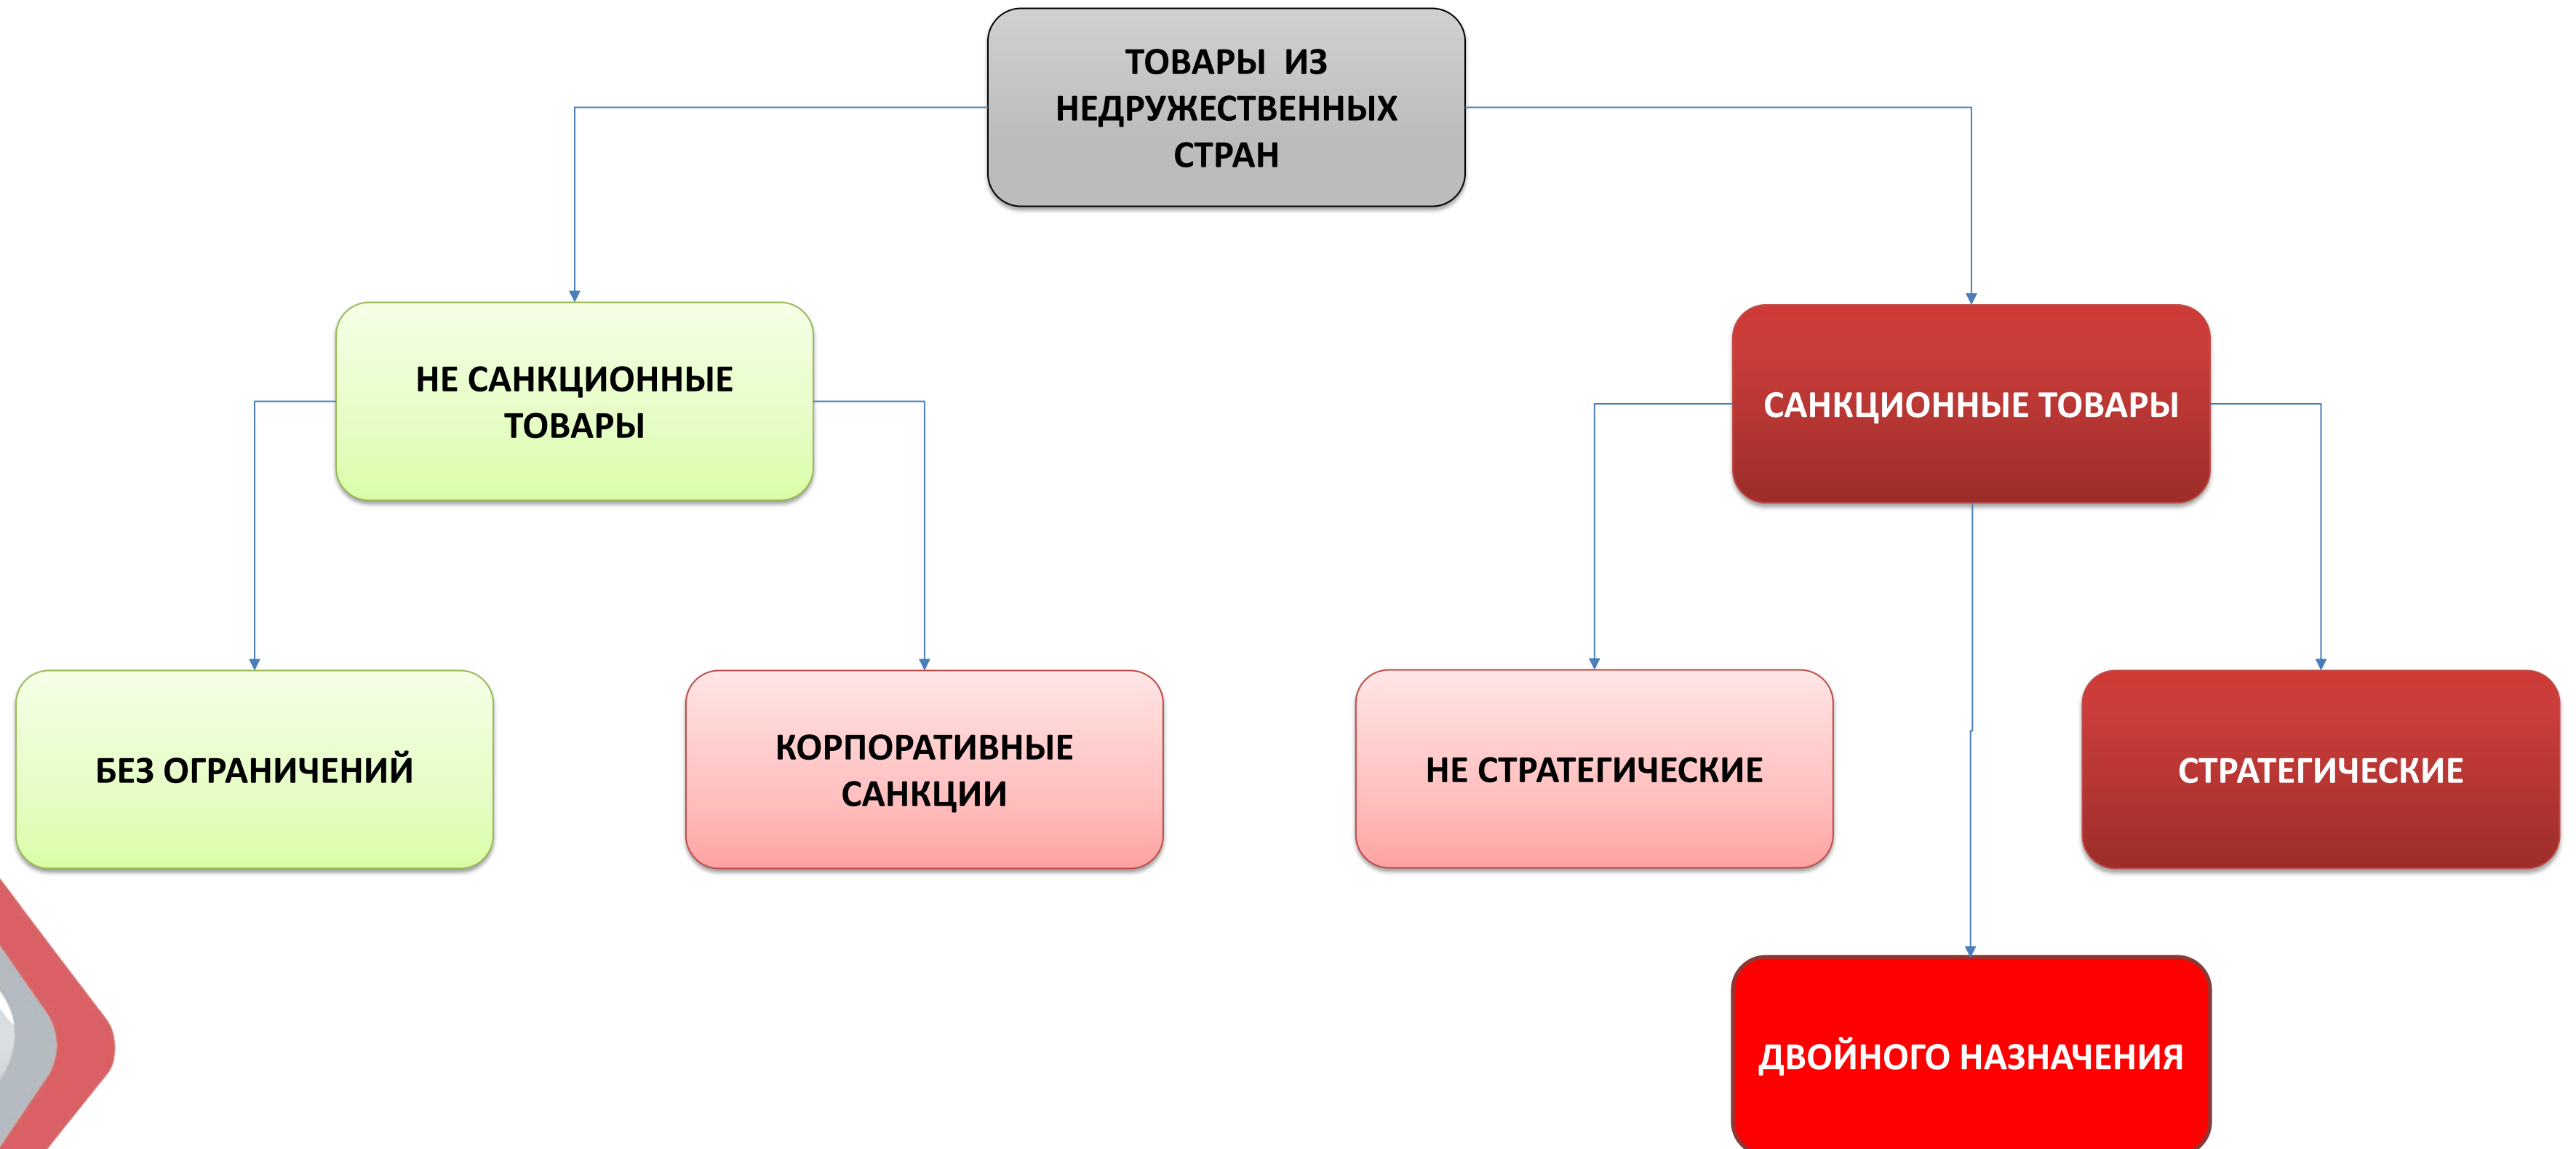 ТОВАРЫ ИЗ
НЕДРУЖЕСТВЕННЫХ
СТРАН
НЕ САНКЦИОННЫЕ
ТОВАРЫ
САНКЦИОННЫЕ ТОВАРЫ
БЕЗ ОГРАНИЧЕНИЙ
КОРПОРАТИВНЫЕ
САНКЦИИ
НЕ СТРАТЕГИЧЕСКИЕ
СТРАТЕГИЧЕСКИЕ
ДВОЙНОГО НАЗНАЧЕНИЯ